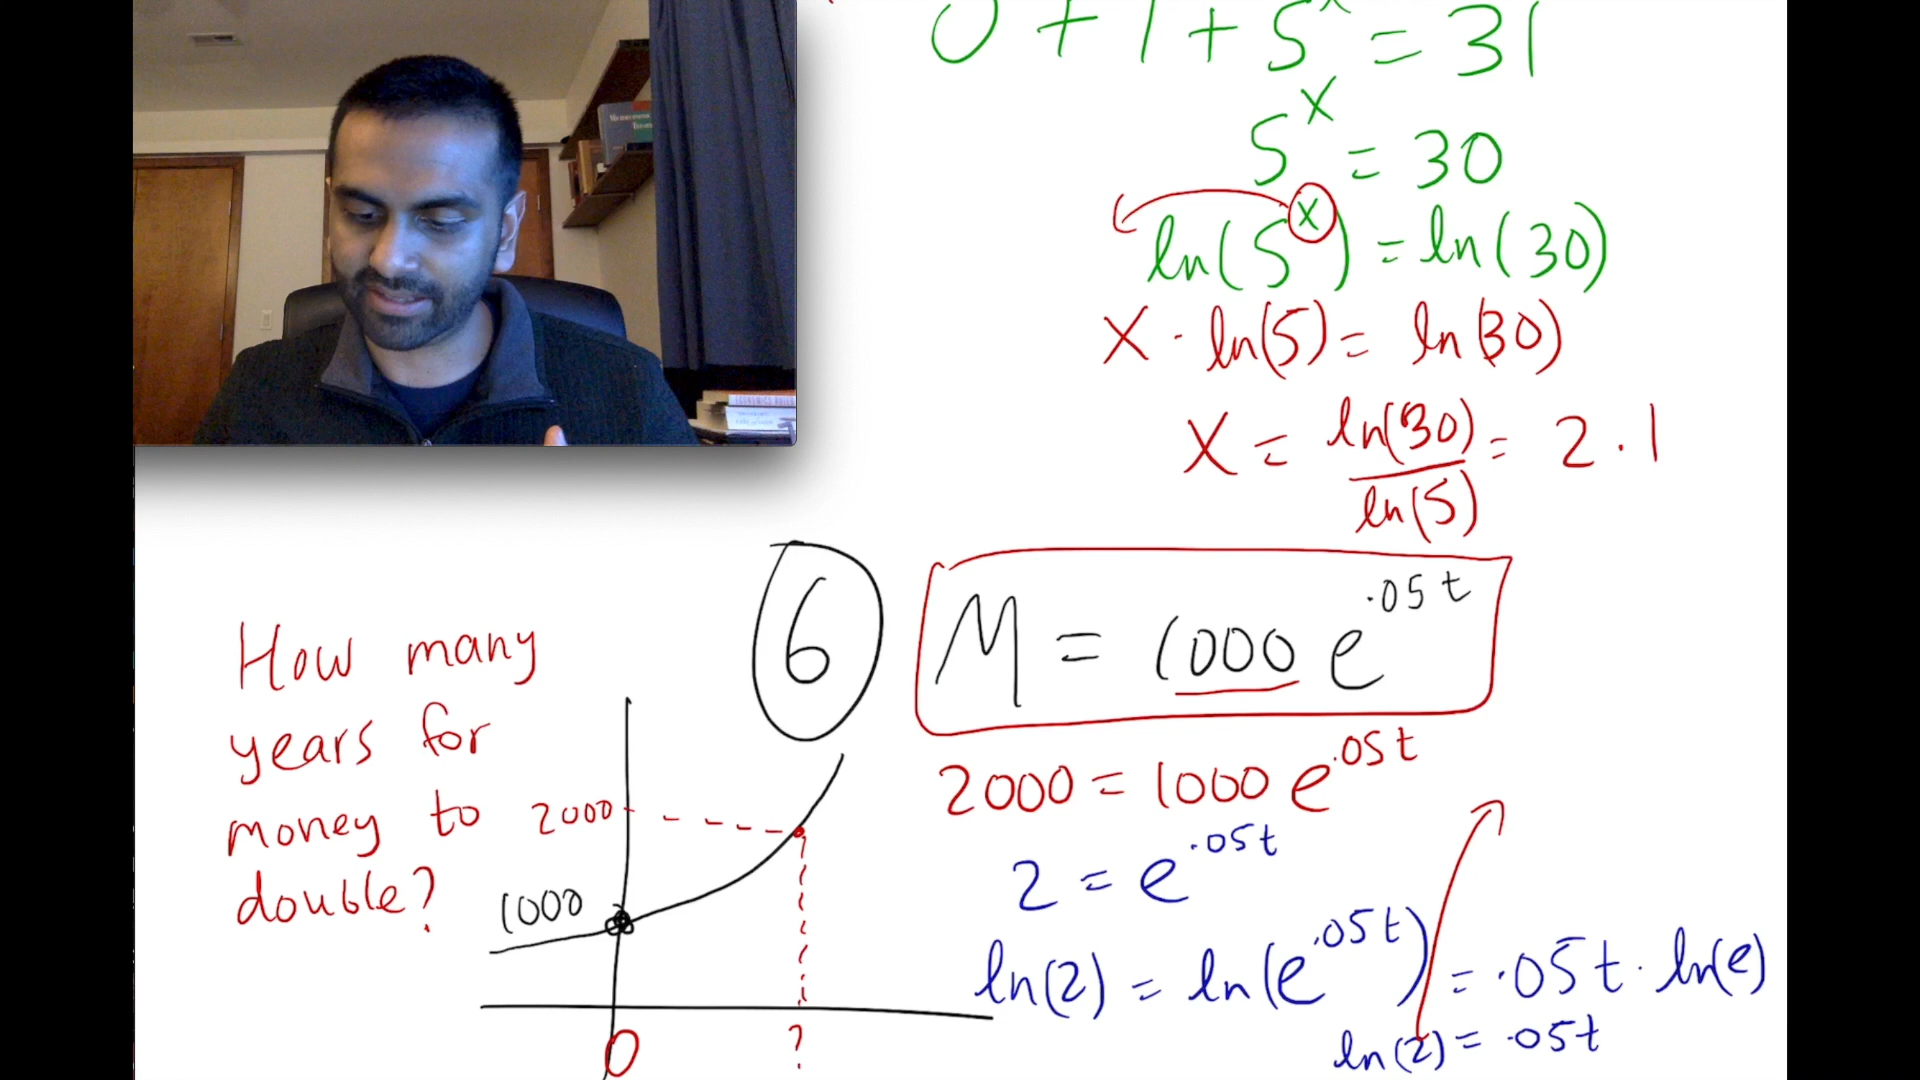 0 + 1 + 5^x = 31
5^x = 30
ln(5^x) = ln(30)
x · ln(5) = ln(30)
x = ln(30)/ln(5) = 2.1
6
M = 1000 e^.05t
How many
years for
money to
double?
2000
1000
0
?
2000 = 1000 e^.05t
2 = e^.05t
ln(2) = ln(e^.05t) = .05t · ln(e)
ln(2) = .05t